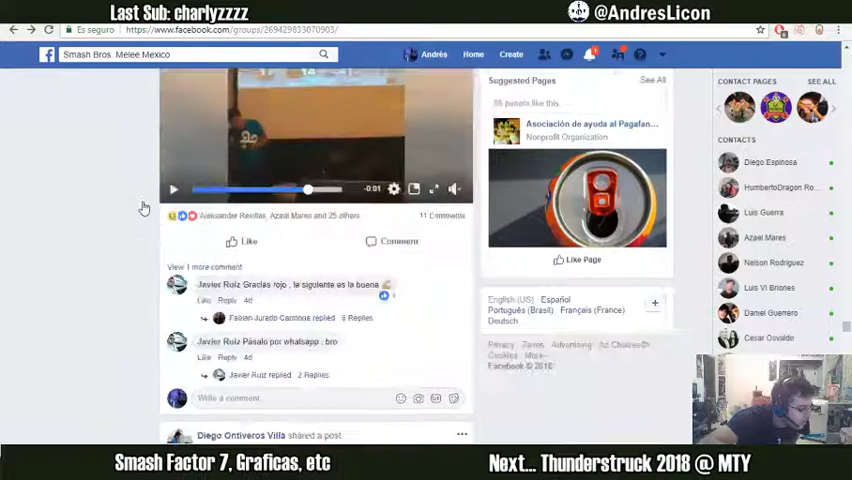 Last Sub: charlyzzzz
@AndresLicon
Es seguro
https://www.facebook.com/groups/269429833070903/
Smash Bros. Melee Mexico
Andrés
Home
Create
Suggested Pages
See All
CONTACT PAGES
SEE ALL
people like this.
Asociación de ayuda al Pagafan...
Nonprofit Organization
CONTACTS
Diego Espinosa
HumbertoDragon Ro...
Luis Guerra
Azael Mares
Nelson Rodriguez
Luis Vi Briones
Daniel Guerrero
Cesar Osvaldo
-0:01
Azael Mares and 25 others
11 Comments
Like
Comment
Like Page
View 1 more comment
Javier Ruiz Gracias rojo , la siguiente es la buena
Like Reply 4d
Fabian Jurado Carmona replied
6 Replies
Javier Ruiz Pásalo por whatsapp : bro
Like Reply 4d
Javier Ruiz replied
2 Replies
Write a comment...
English (US)
Español
Português (Brasil)
Français (France)
Deutsch
Privacy
Terms
Advertising
Ad Choices
Cookies
More
Facebook © 2018
Diego Ontiveros Villa shared a post
Smash Factor 7, Graficas, etc
Next... Thunderstruck 2018 @ MTY